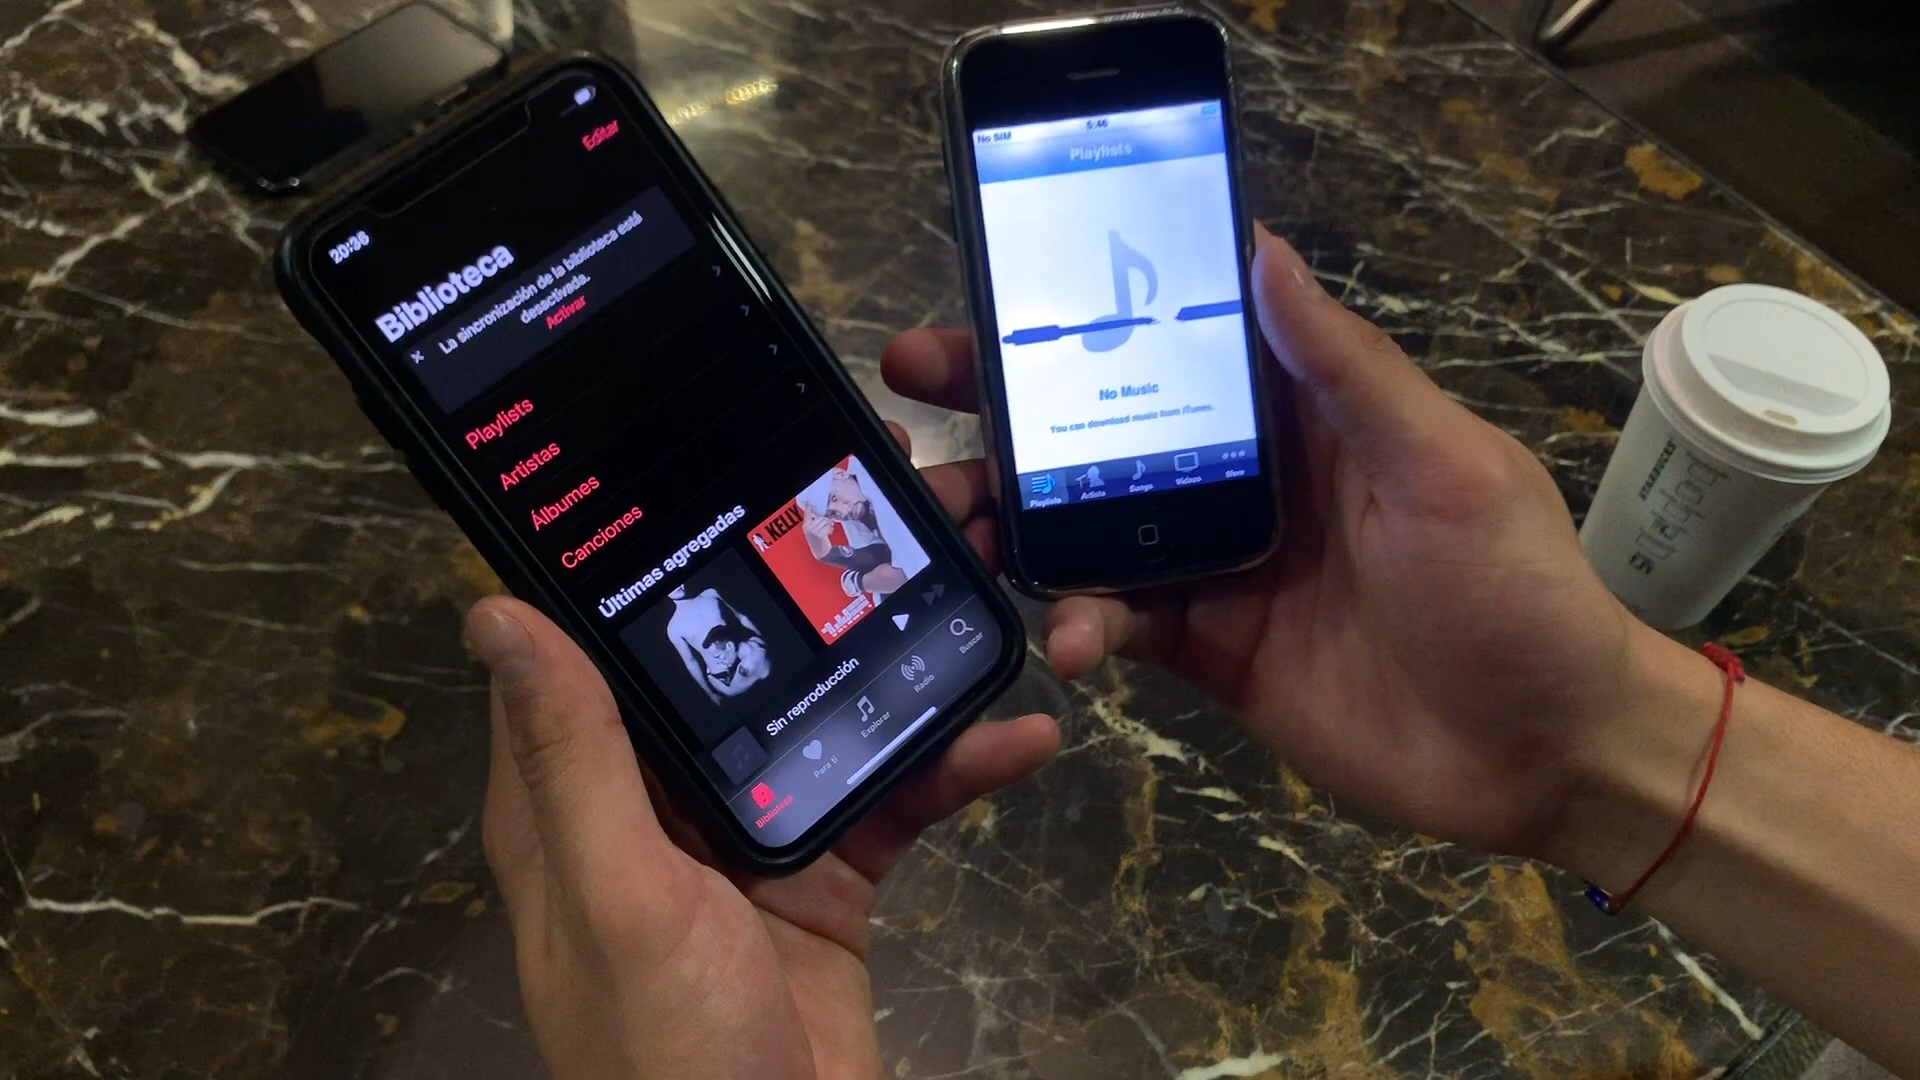 20:36
Editar
Biblioteca
La sincronización de la biblioteca está
desactivada.
Activar
Playlists
Artistas
Álbumes
Canciones
Últimas agregadas
R. KELLY
Sin reproducción
Biblioteca
Para ti
Explorar
Radio
Buscar
No SIM
5:46
Playlists
No Music
You can download music from iTunes.
Playlists
Artists
Songs
Videos
More
STARBUCKS